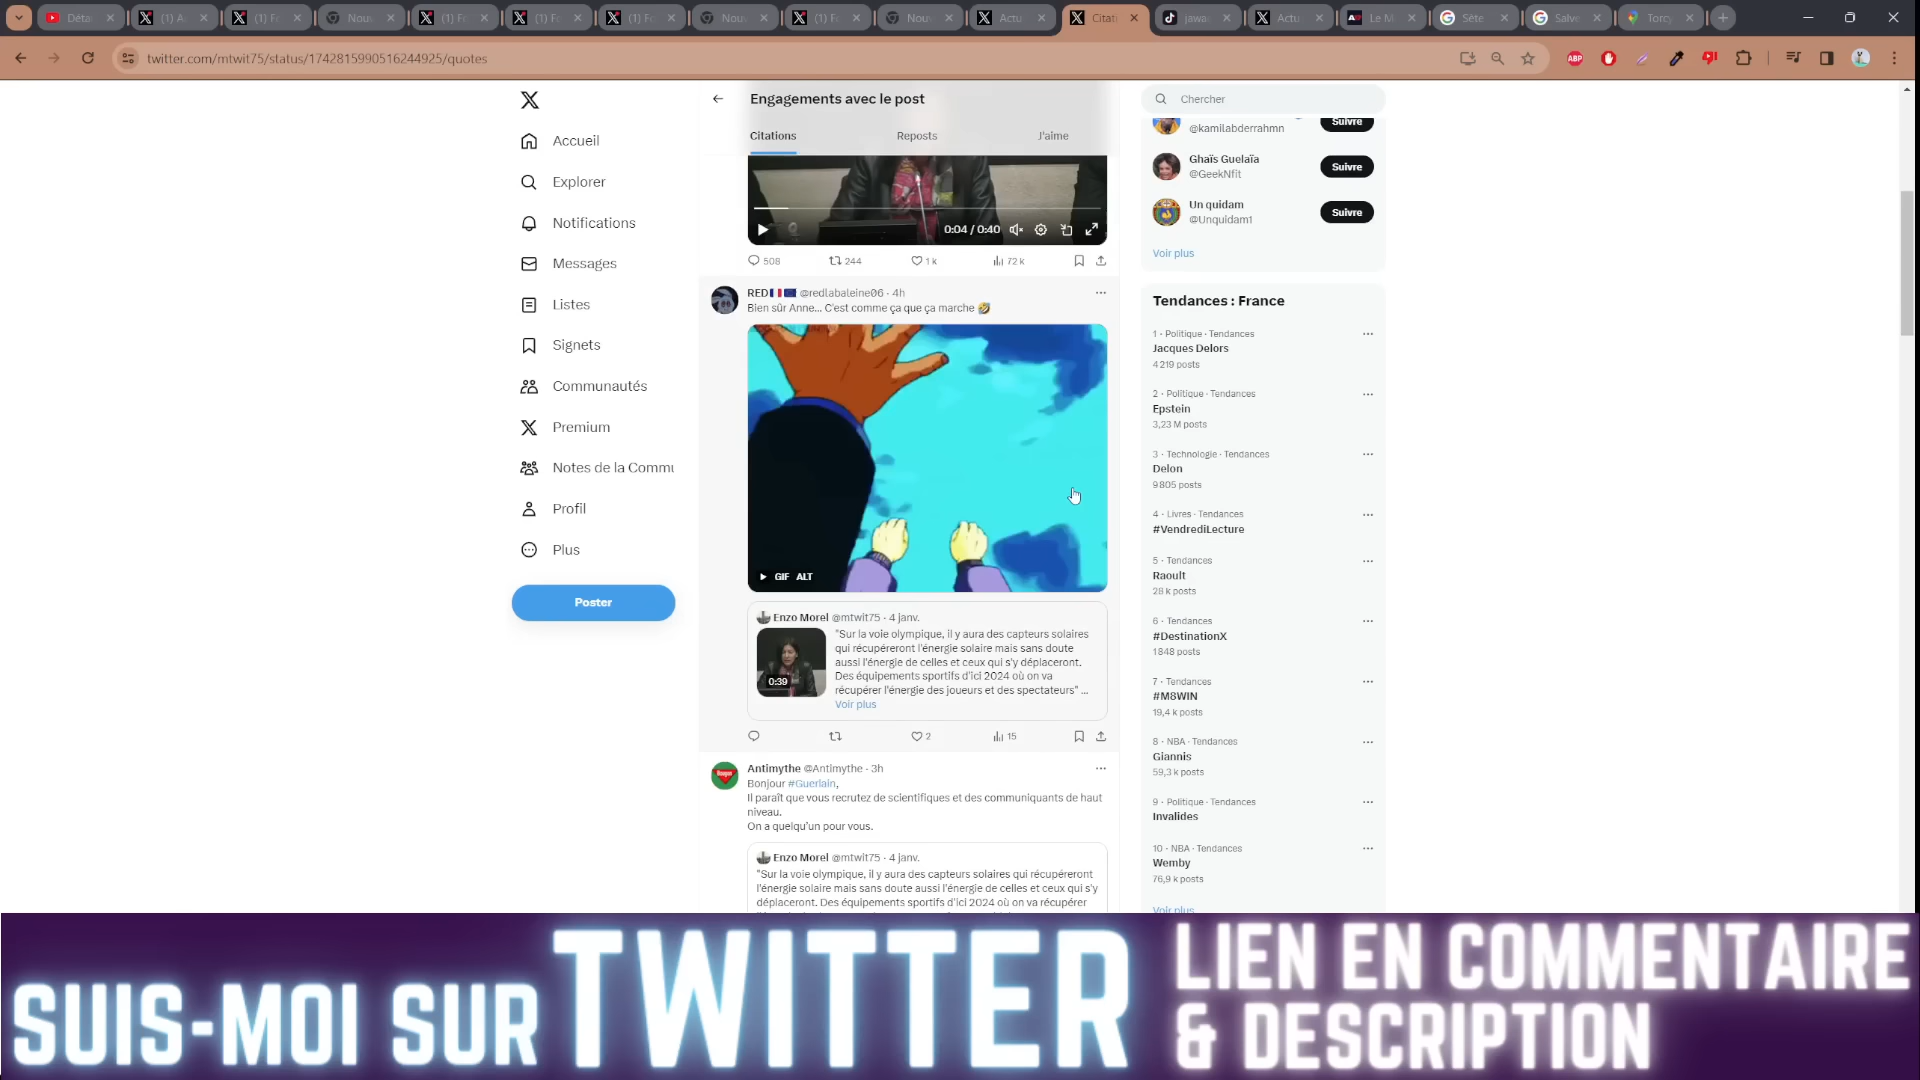 Détai
(1) A
(1) F
Nouv
(1) F
(1) F
(1) F
Nouv
(1) F
Nouv
Actu
Citati
jawa
Actu
Le M
Sète
Salve
Torcy
twitter.com/mtwit75/status/1742815990516244925/quotes
ABP
Accueil
Explorer
Notifications
Messages
Listes
Signets
Communautés
Premium
Notes de la Commu
Profil
Plus
Poster
Engagements avec le post
Citations
Reposts
J'aime
0:04 / 0:40
508
244
1 k
72 k
RED @redlabaleine06 · 4h
Bien sûr Anne... C'est comme ça que ça marche 🤣
GIF ALT
Enzo Morel @mtwit75 · 4 janv.
"Sur la voie olympique, il y aura des capteurs solaires
qui récupéreront l'énergie solaire mais sans doute
aussi l'énergie de celles et ceux qui s'y déplaceront.
Des équipements sportifs d'ici 2024 où on va
récupérer l'énergie des joueurs et des spectateurs" ...
Voir plus
0:39
2
15
Antimythe @Antimythe · 3h
Bonjour #Guerlain,
Il paraît que vous recrutez de scientifiques et des communiquants de haut
niveau.
On a quelqu'un pour vous.
Enzo Morel @mtwit75 · 4 janv.
"Sur la voie olympique, il y aura des capteurs solaires qui récupéreront
l'énergie solaire mais sans doute aussi l'énergie de celles et ceux qui s'y
déplaceront. Des équipements sportifs d'ici 2024 où on va récupérer
Chercher
@kamilabderrahmn
Suivre
Ghaïs Guelaïa
@GeekNfit
Suivre
Un quidam
@Unquidam1
Suivre
Voir plus
Tendances : France
1 · Politique · Tendances
Jacques Delors
4 219 posts
2 · Politique · Tendances
Epstein
3,23 M posts
3 · Technologie · Tendances
Delon
9 805 posts
4 · Livres · Tendances
#VendrediLecture
5 · Tendances
Raoult
28 k posts
6 · Tendances
#DestinationX
1 848 posts
7 · Tendances
#M8WIN
19,4 k posts
8 · NBA · Tendances
Giannis
59,3 k posts
9 · Politique · Tendances
Invalides
10 · NBA · Tendances
Wemby
76,9 k posts
Voir plus
SUIS-MOI SUR TWITTER
LIEN EN COMMENTAIRE
& DESCRIPTION